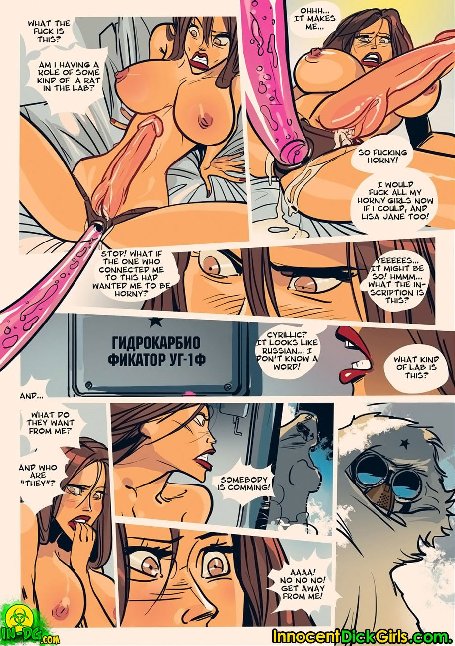 WHAT THE
FUCK IS
THIS?
AM I HAVING A
ROLE OF SOME
KIND OF A RAT
IN THE LAB?
OHHH...
IT MAKES
ME...
SO FUCKING
HORNY!
I WOULD
FUCK ALL MY
HORNY GIRLS NOW
IF I COULD, AND
LISA JANE TOO!
STOP! WHAT IF
THE ONE WHO
CONNECTED ME
TO THIS HAD
WANTED ME TO BE
HORNY?
YEEEEES...
IT MIGHT BE
SO! HMMM...
WHAT THE IN-
SCRIPTION IS
THIS?
ГИДРОКАРБИО
ФИКАТОР УГ-1Ф
CYRILLIC?
IT LOOKS LIKE
RUSSIAN... I
DON'T KNOW A
WORD!
WHAT KIND
OF LAB IS
THIS?
AND...
WHAT DO
THEY WANT
FROM ME?
AND WHO
ARE
"THEY"?
SOMEBODY
IS COMMING!
AAAA!
NO NO NO!
GET AWAY
FROM ME!
IN-DG.com
InnocentDickGirls.com